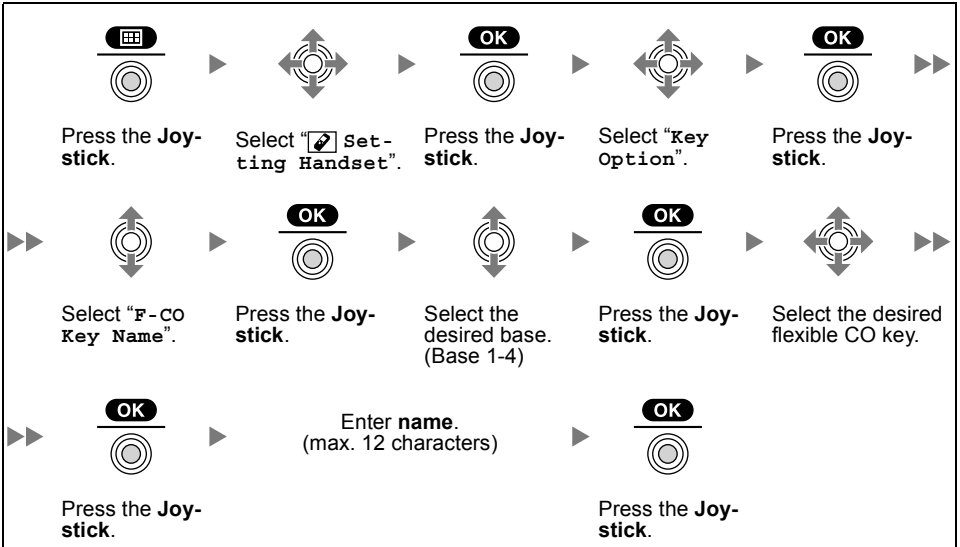 OK OK
Press the Joy-
stick.
Select “ Set-
ting Handset”.
Press the Joy-
stick.
Select “Key
Option”.
Press the Joy-
stick.
OK OK
Select “F-CO
Key Name”.
Press the Joy-
stick.
Select the
desired base.
(Base 1-4)
Press the Joy-
stick.
Select the desired
flexible CO key.
OK
Press the Joy-
stick.
Enter name.
(max. 12 characters)
OK
Press the Joy-
stick.